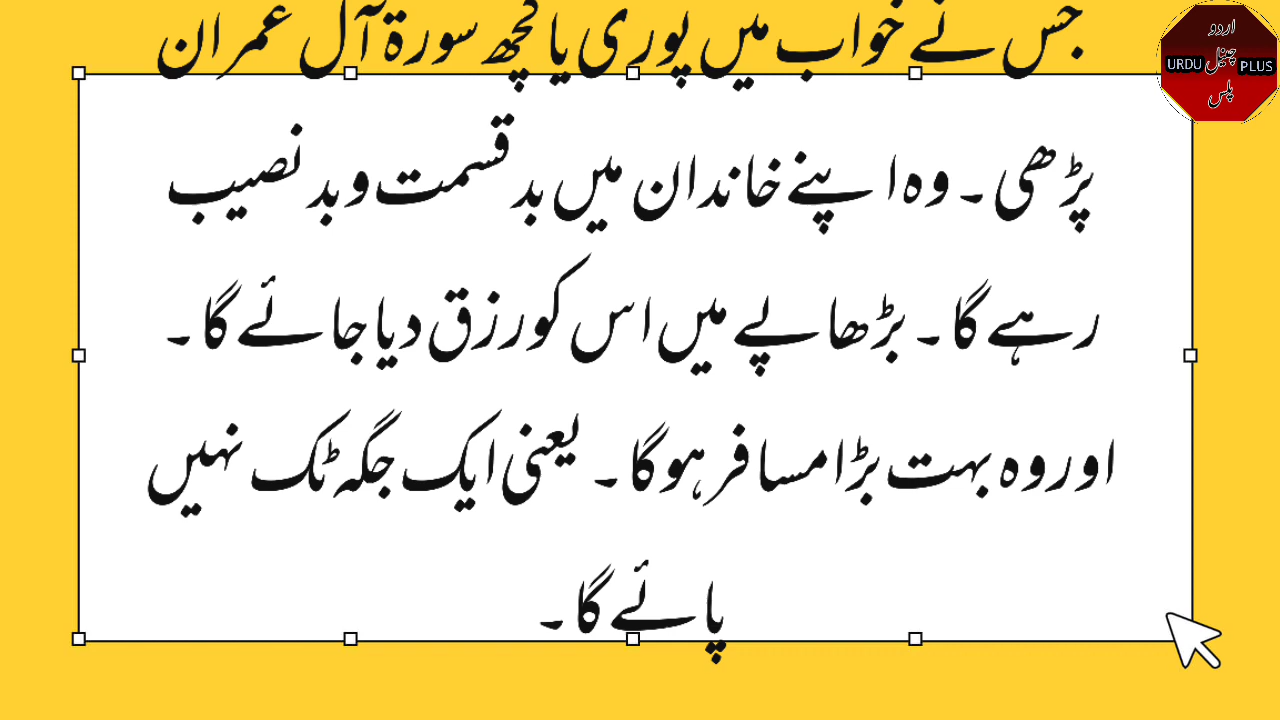 جس نے خواب میں پوری یا کچھ سورۃ آل عمران
پڑھی۔ وہ اپنے خاندان میں بد قسمت و بد نصیب
رہے گا۔ بڑھاپے میں اس کو رزق دیا جائے گا۔
اور وہ بہت بڑا مسافر ہوگا۔ یعنی ایک جگہ ٹک نہیں
پائے گا۔
اردو
URDU چینل PLUS
پلس